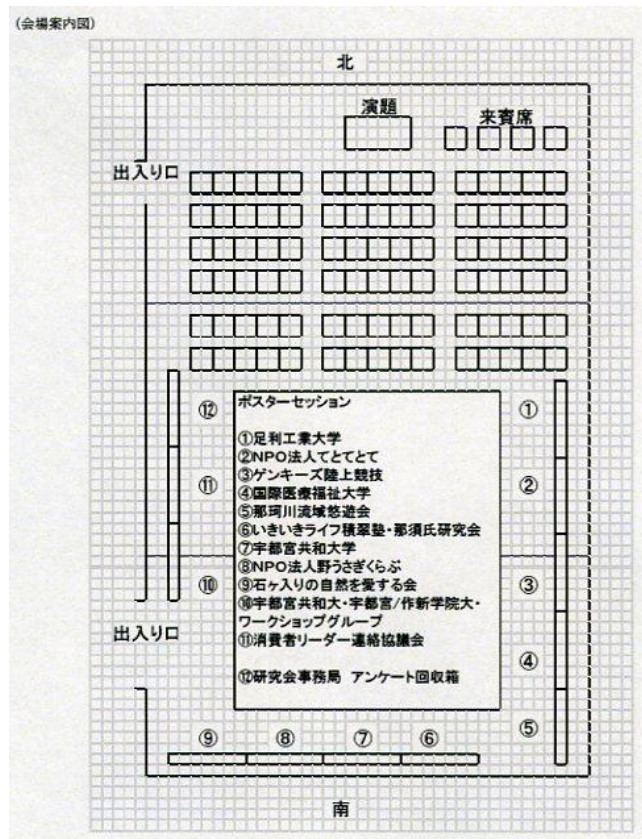 (会場案内図)
北
演題
来賓席
出入り口
⑫
ポスターセッション
①
①足利工業大学
②NPO法人てとてとて
③ゲンキーズ陸上競技
④国際医療福祉大学
⑤那珂川流域悠遊会
⑥いきいきライフ積翠塾・那須氏研究会
⑦宇都宮共和大学
⑧NPO法人野うさぎくらぶ
⑨石ヶ入りの自然を愛する会
⑩宇都宮共和大・宇都宮/作新学院大・
ワークショップグループ
⑪消費者リーダー連絡協議会
⑫研究会事務局 アンケート回収箱
⑪
②
⑩
③
出入り口
④
⑤
⑨
⑧
⑦
⑥
南